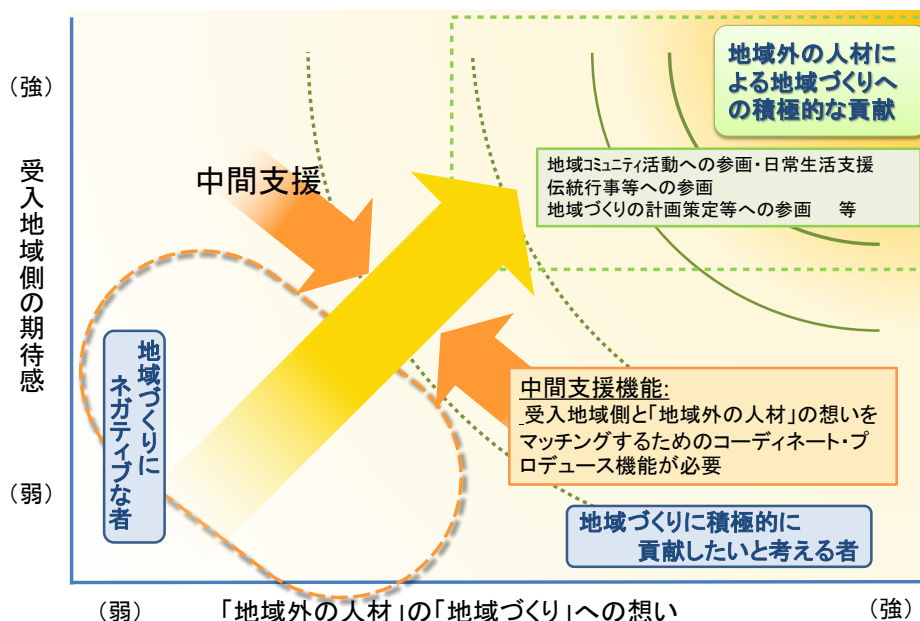 地域外の人材に
よる地域づくりへ
の積極的な貢献
（強）
地域コミュニティ活動への参画・日常生活支援
伝統行事等への参画
地域づくりの計画策定等への参画　等
中間支援
受入地域側の期待感
地域づくりに
ネガティブな者
中間支援機能:
受入地域側と「地域外の人材」の想いを
マッチングするためのコーディネート・プ
ロデュース機能が必要
（弱）
地域づくりに積極的に
貢献したいと考える者
（弱）
「地域外の人材」の「地域づくり」への想い
（強）